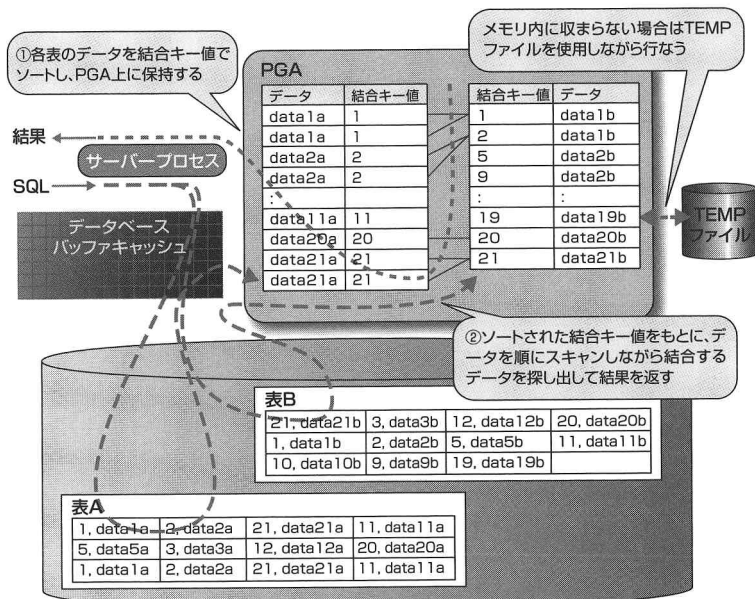 ①各表のデータを結合キー値で
ソートし、PGA上に保持する
メモリ内に収まらない場合はTEMP
ファイルを使用しながら行なう
PGA
データ 結合キー値
data1a 1
data1a 1
data2a 2
data2a 2
: :
data11a 11
data20a 20
data21a 21
data21a 21
結合キー値 データ
1 data1b
2 data1b
5 data2b
9 data2b
: :
19 data19b
20 data20b
21 data21b
結果
サーバープロセス
SQL
データベース
バッファキャッシュ
TEMP
ファイル
②ソートされた結合キー値をもとに、デー
タを順にスキャンしながら結合する
データを探し出して結果を返す
表B
21, data21b 3, data3b 12, data12b 20, data20b
1, data1b 2, data2b 5, data5b 11, data11b
10, data10b 9, data9b 19, data19b
表A
1, data1a 2, data2a 21, data21a 11, data11a
5, data5a 3, data3a 12, data12a 20, data20a
1, data1a 2, data2a 21, data21a 11, data11a